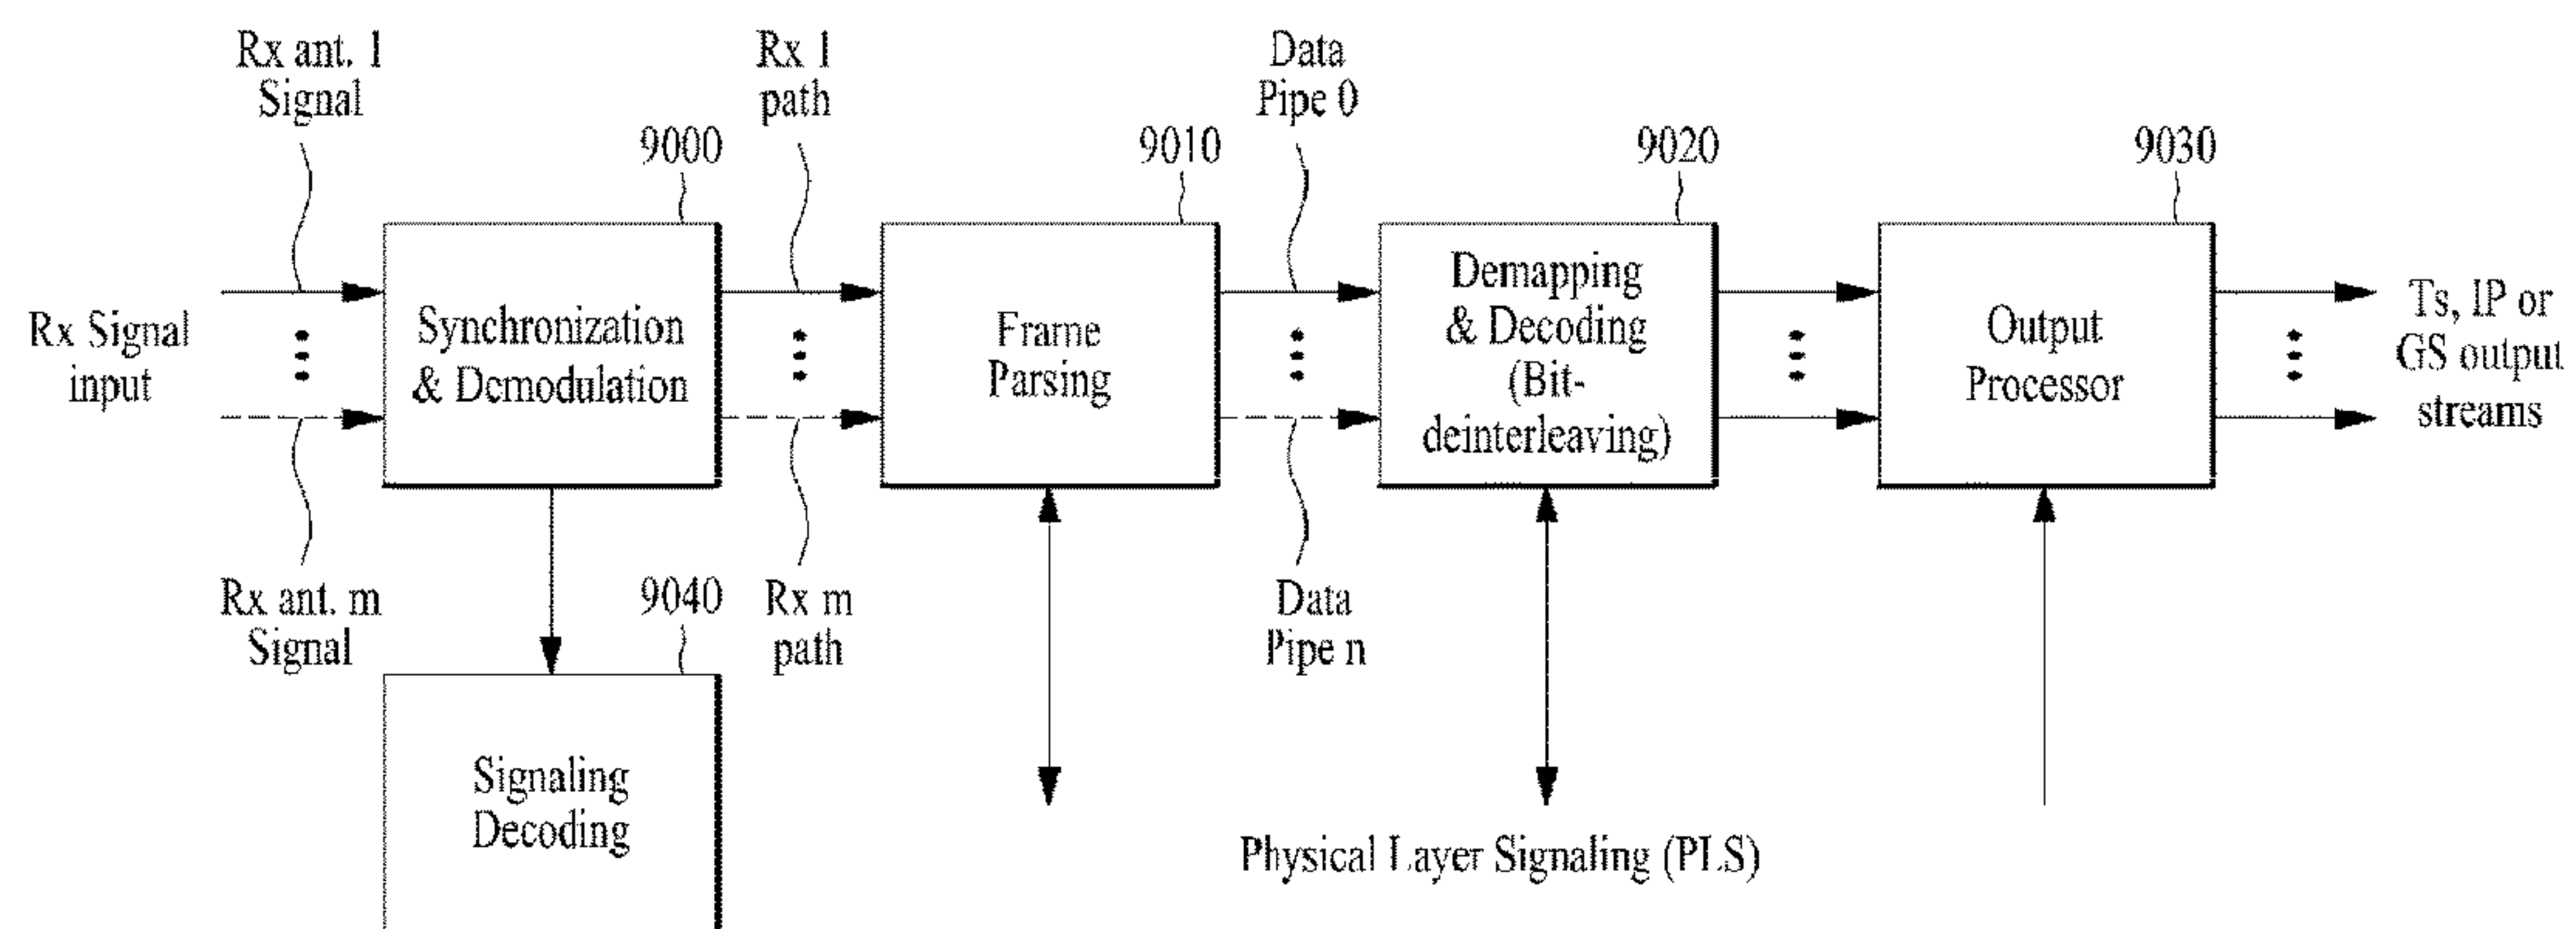 Rx ant. 1
Signal
Rx 1
path
Data
Pipe 0
9000
9010
9020
9030
Rx Signal
input
Synchronization
& Demodulation
Frame
Parsing
Demapping
& Decoding
(Bit-
deinterleaving)
Output
Processor
Ts, IP or
GS output
streams
Rx ant. m
Signal
9040
Rx m
path
Data
Pipe n
Signaling
Decoding
Physical Layer Signaling (PLS)